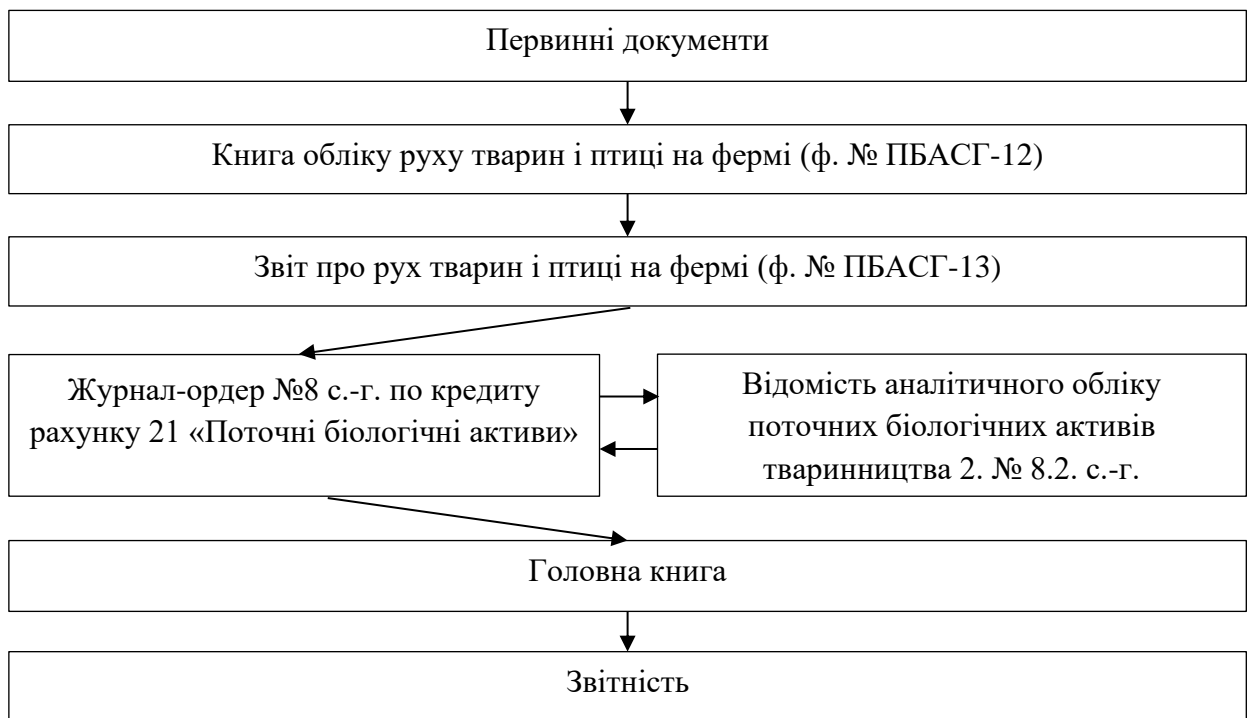 Первинні документи
Книга обліку руху тварин і птиці на фермі (ф. № ПБАСГ-12)
Звіт про рух тварин і птиці на фермі (ф. № ПБАСГ-13)
Журнал-ордер №8 с.-г. по кредиту
рахунку 21 «Поточні біологічні активи»
Відомість аналітичного обліку
поточних біологічних активів
тваринництва 2. № 8.2. с.-г.
Головна книга
Звітність